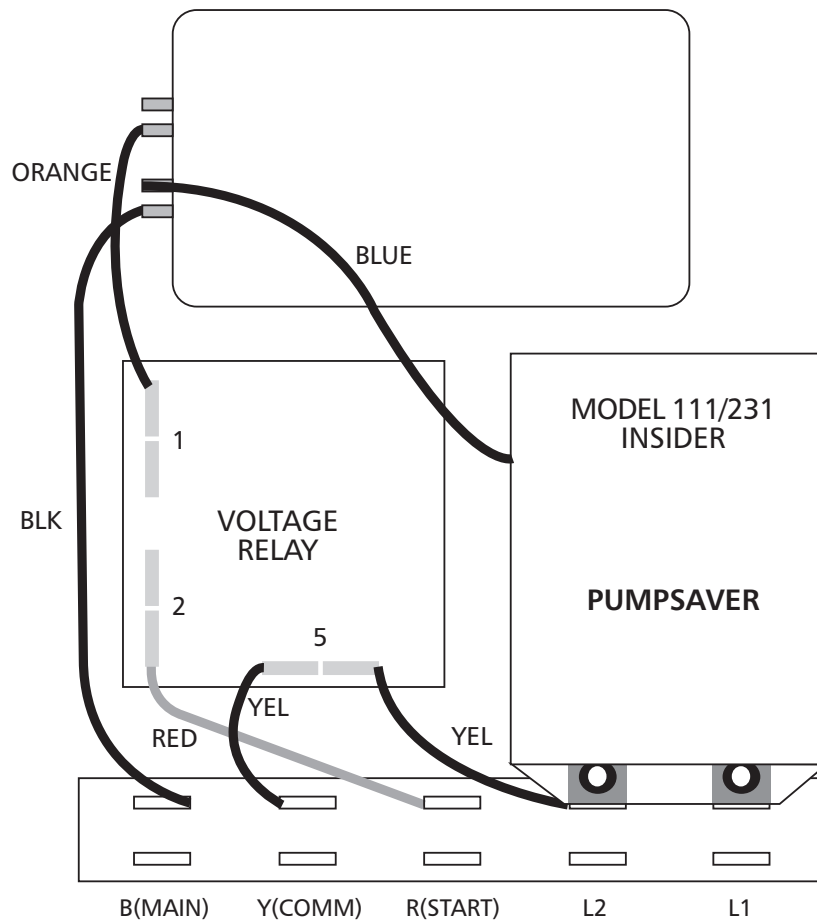 ORANGE
BLUE
MODEL 111/231
INSIDER
1
BLK
VOLTAGE
RELAY
PUMPSAVER
2
5
YEL
RED
YEL
B(MAIN) Y(COMM) R(START) L2 L1